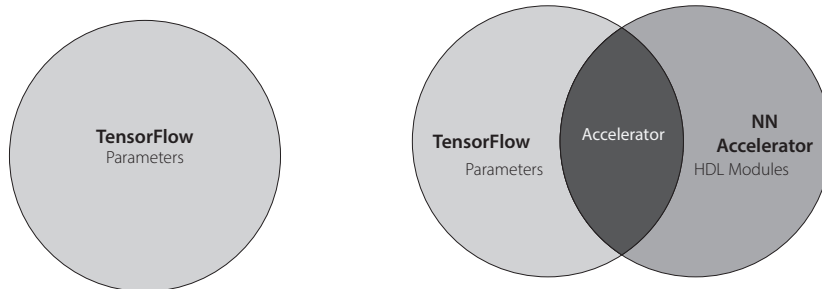 TensorFlow
Parameters
TensorFlow
Parameters
Accelerator
NN
Accelerator
HDL Modules